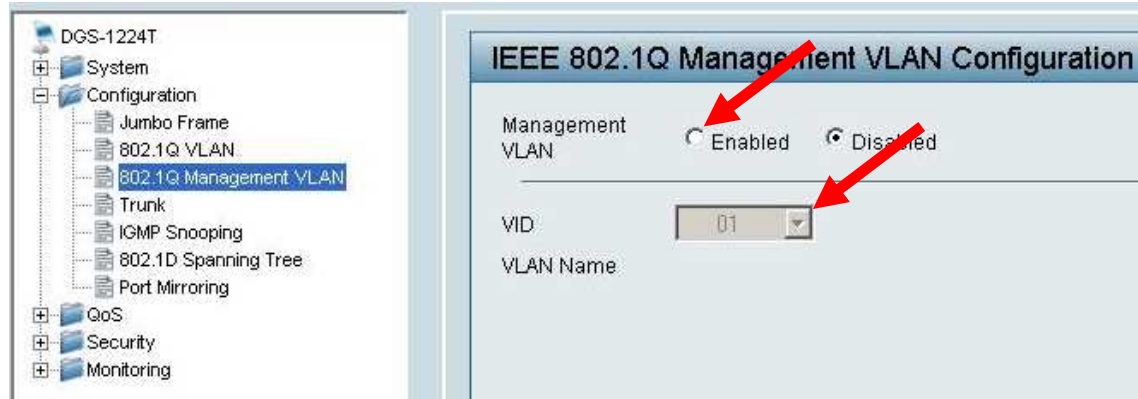 DGS-1224T
System
Configuration
Jumbo Frame
802.1Q VLAN
802.1Q Management VLAN
Trunk
IGMP Snooping
802.1D Spanning Tree
Port Mirroring
QoS
Security
Monitoring
IEEE 802.1Q Management VLAN Configuration
Management
VLAN
Enabled
Disabled
VID
01
VLAN Name